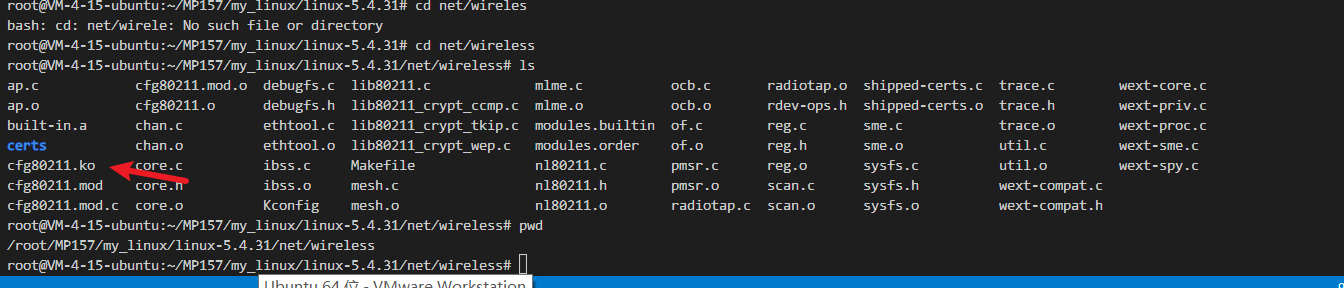 root@VM-4-15-ubuntu:~/MP157/my_linux/linux-5.4.31# cd net/wireles
bash: cd: net/wirele: No such file or directory
root@VM-4-15-ubuntu:~/MP157/my_linux/linux-5.4.31# cd net/wireless
root@VM-4-15-ubuntu:~/MP157/my_linux/linux-5.4.31/net/wireless# ls
ap.c cfg80211.mod.o debugfs.c lib80211.c mlme.c ocb.c radiotap.o shipped-certs.c trace.c wext-core.c
ap.o cfg80211.o debugfs.h lib80211_crypt_ccmp.c mlme.o ocb.o rdev-ops.h shipped-certs.o trace.h wext-priv.c
built-in.a chan.c ethtool.c lib80211_crypt_tkip.c modules.builtin of.c reg.c sme.c trace.o wext-proc.c
certs chan.o ethtool.o lib80211_crypt_wep.c modules.order of.o reg.h sme.o util.c wext-sme.c
cfg80211.ko core.c ibss.c Makefile nl80211.c pmsr.c reg.o sysfs.c util.o wext-spy.c
cfg80211.mod core.h ibss.o mesh.c nl80211.h pmsr.o scan.c sysfs.h wext-compat.c
cfg80211.mod.c core.o Kconfig mesh.o nl80211.o radiotap.c scan.o sysfs.o wext-compat.h
root@VM-4-15-ubuntu:~/MP157/my_linux/linux-5.4.31/net/wireless# pwd
/root/MP157/my_linux/linux-5.4.31/net/wireless
root@VM-4-15-ubuntu:~/MP157/my_linux/linux-5.4.31/net/wireless#
Ubuntu 64 位 - VMware Workstation